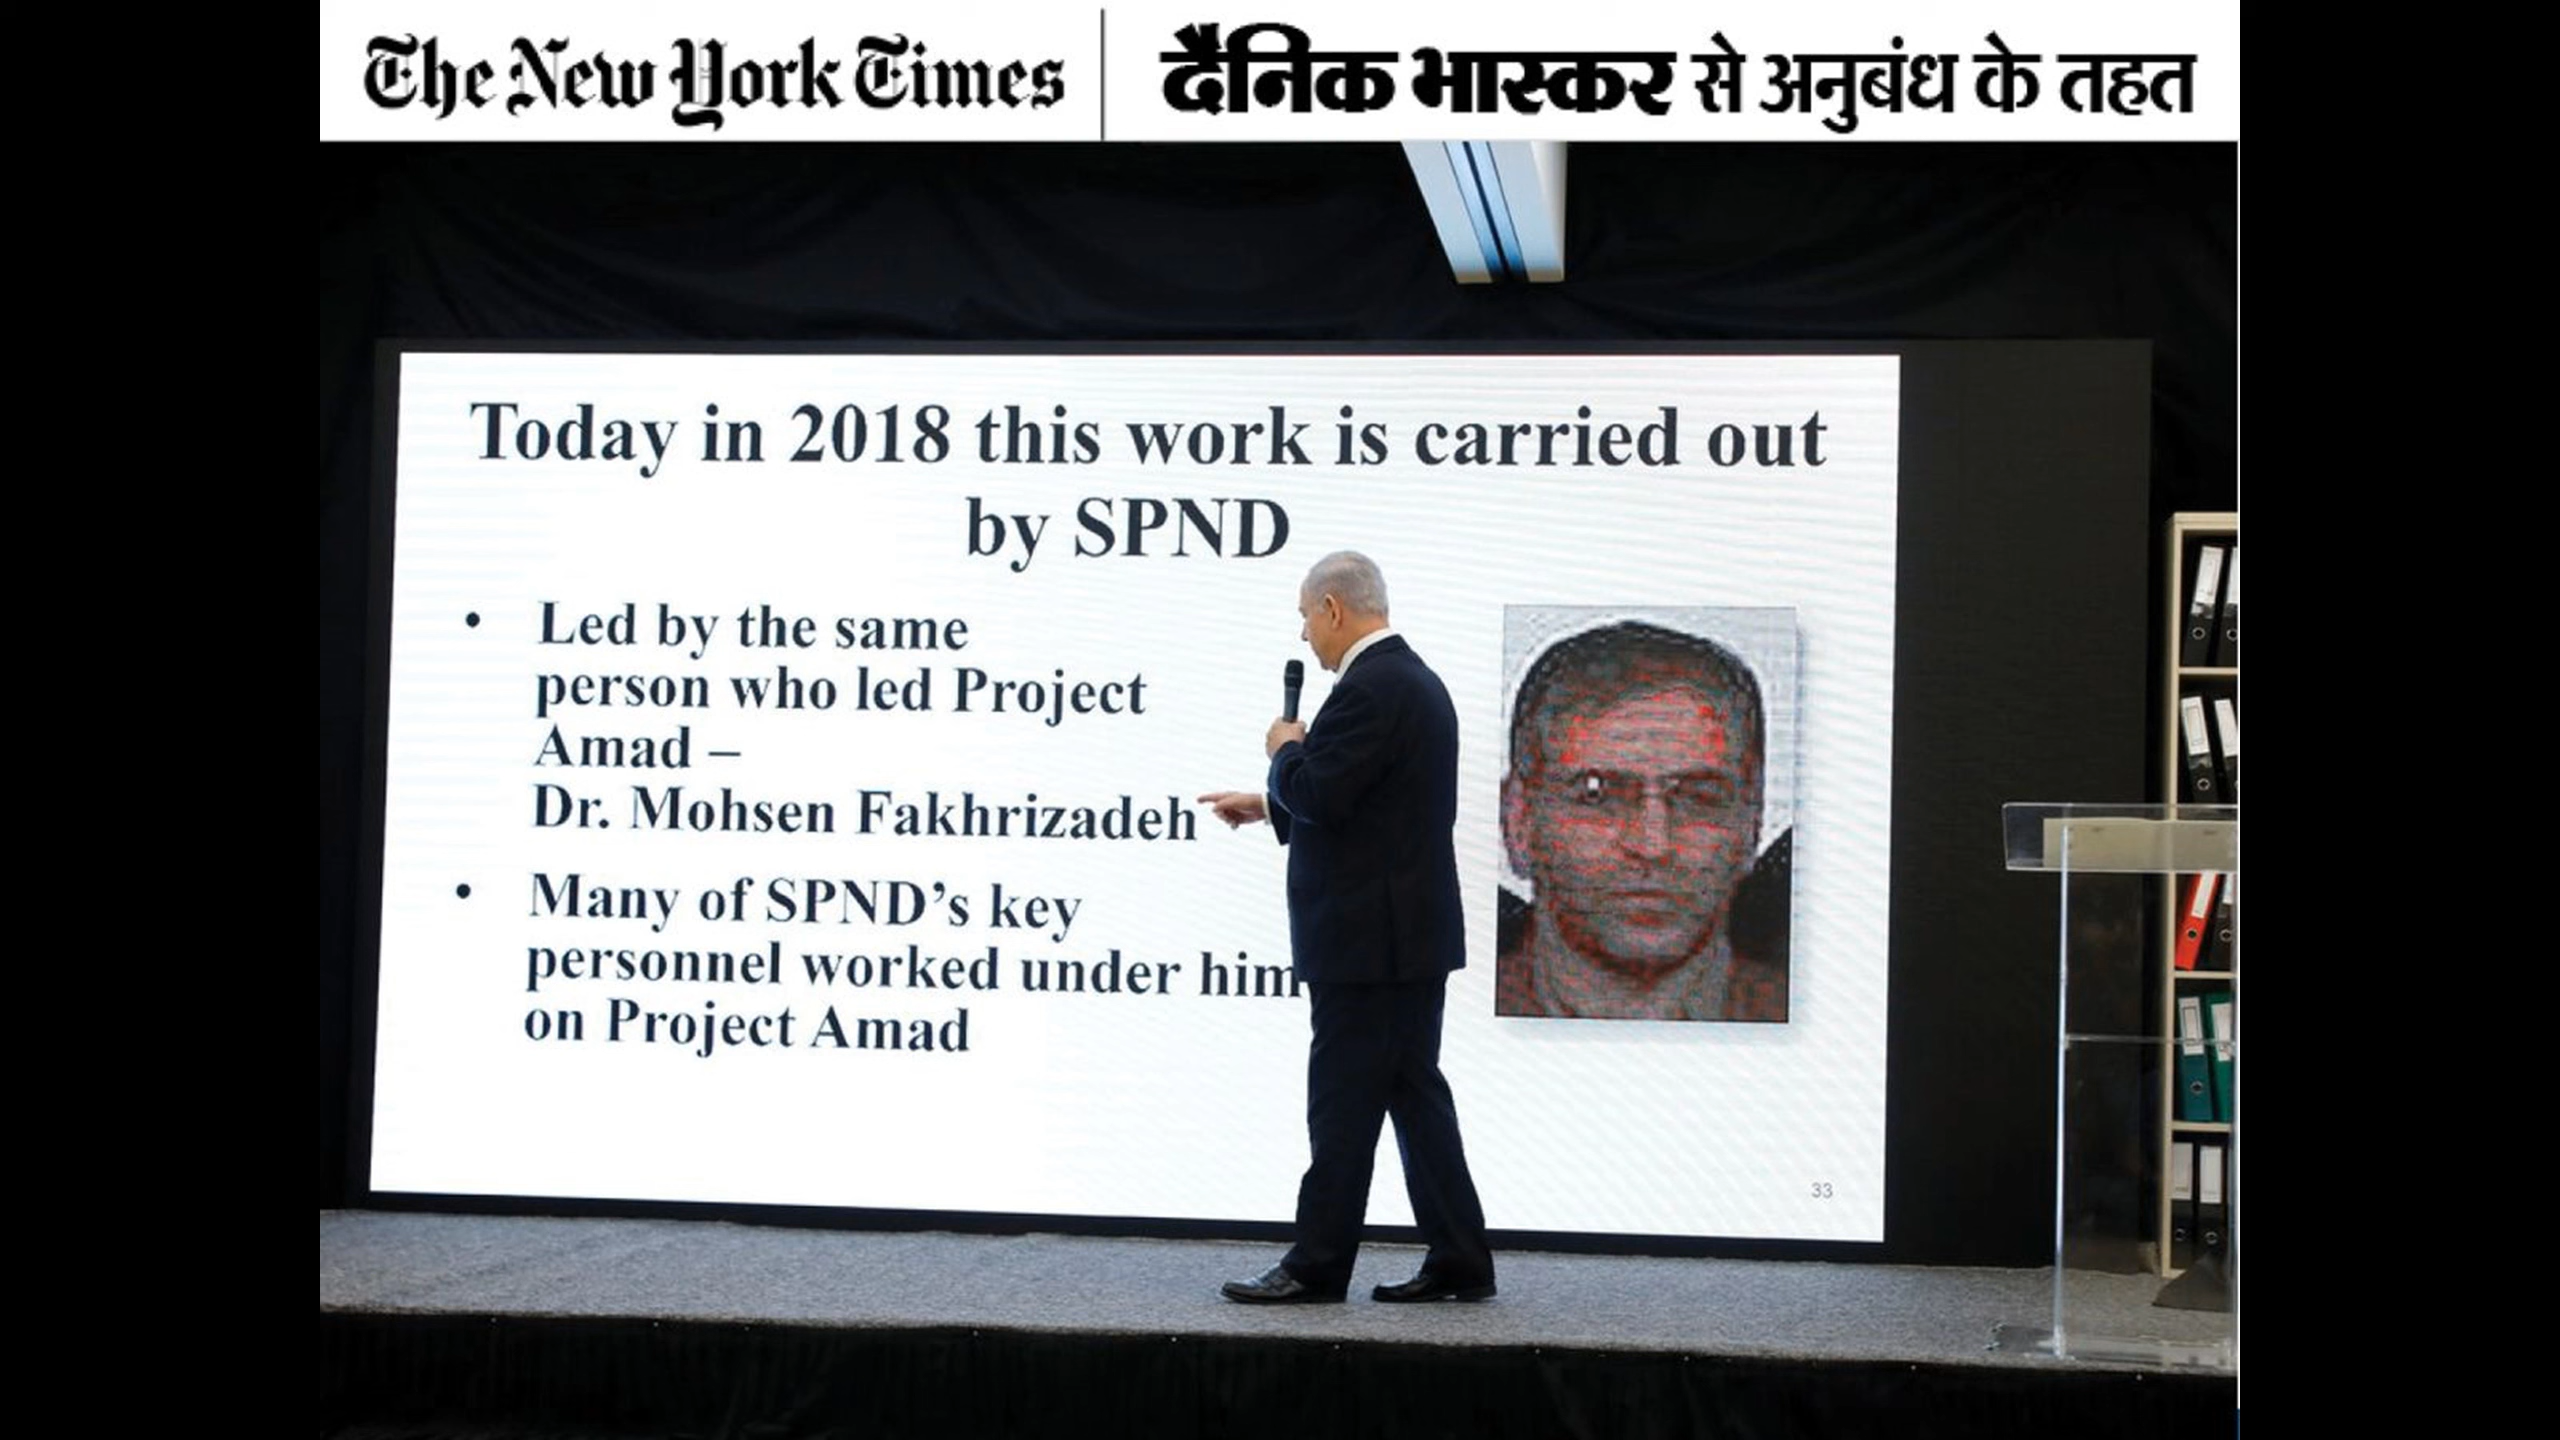 The New York Times | दैनिक भास्कर से अनुबंध के तहत
Today in 2018 this work is carried out
by SPND
• Led by the same
person who led Project
Amad –
Dr. Mohsen Fakhrizadeh
• Many of SPND’s key
personnel worked under him
on Project Amad
33